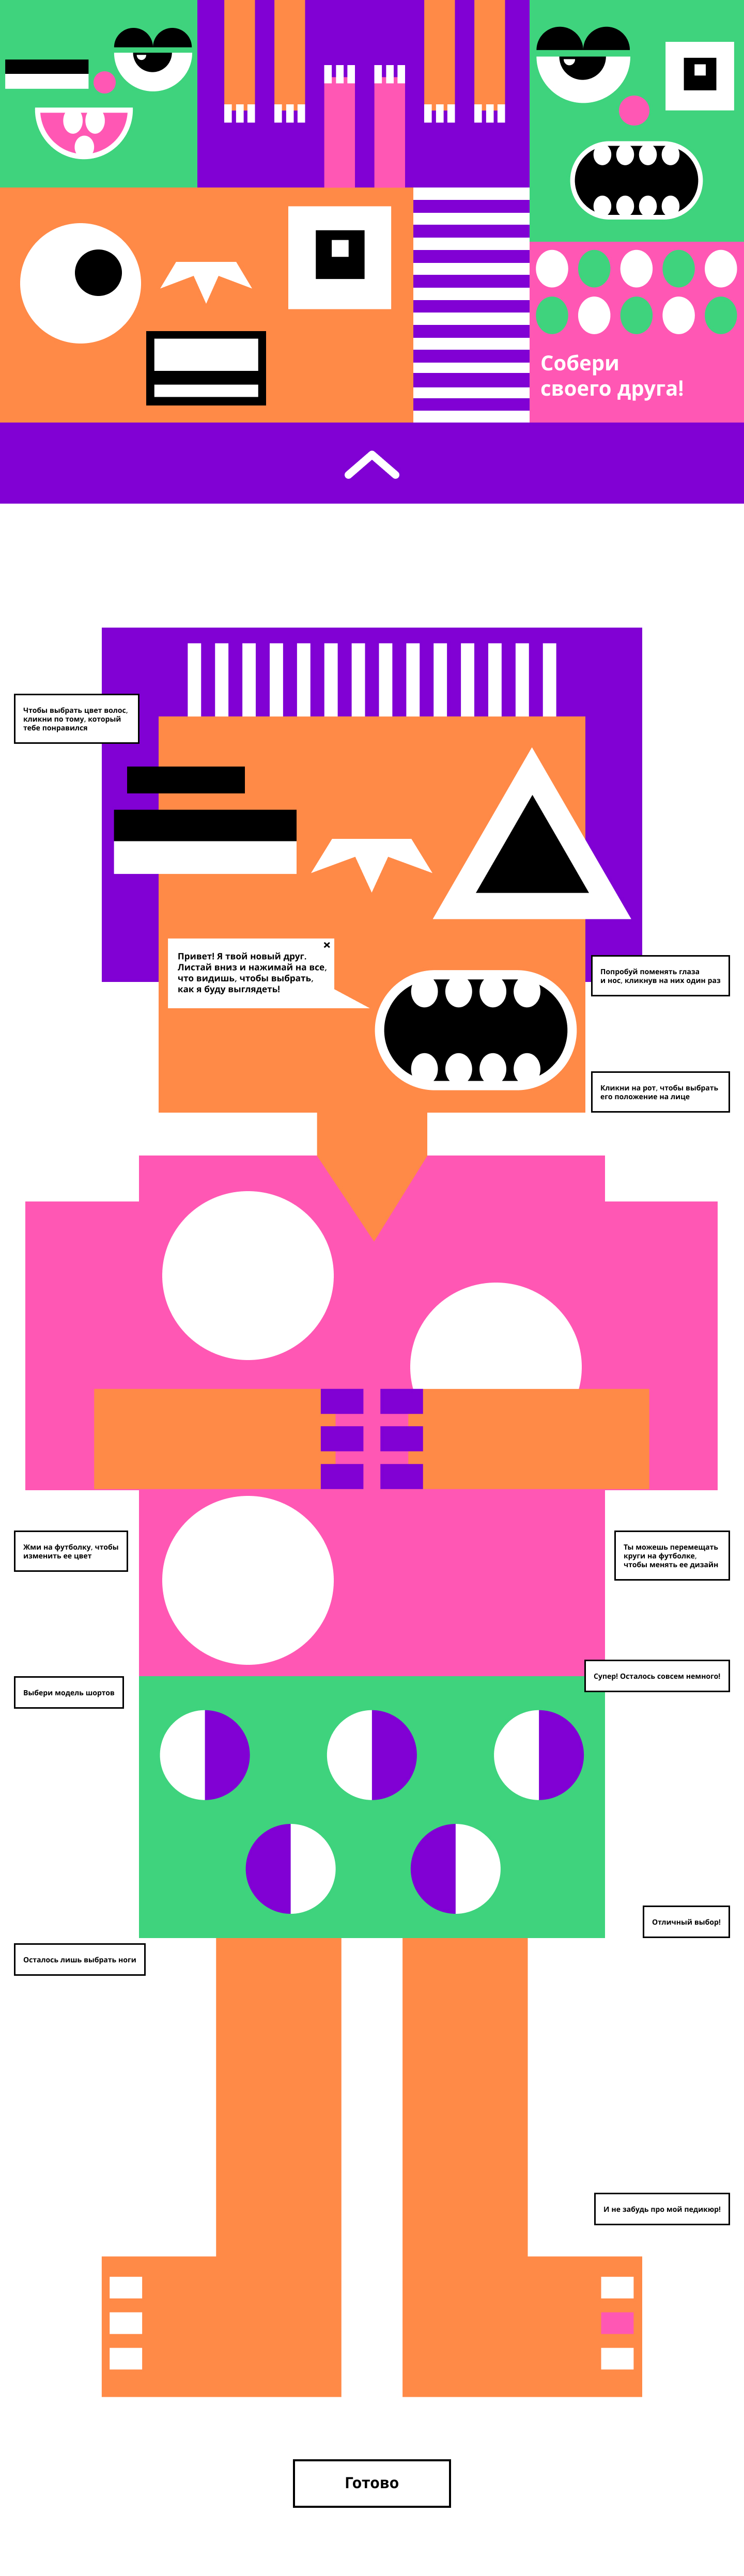 Собери
своего друга!
Чтобы выбрать цвет волос,
кликни по тому, который
тебе понравился
Привет! Я твой новый друг.
Листай вниз и нажимай на все,
что видишь, чтобы выбрать,
как я буду выглядеть!
Попробуй поменять глаза
и нос, кликнув на них один раз
Кликни на рот, чтобы выбрать
его положение на лице
Жми на футболку, чтобы
изменить ее цвет
Ты можешь перемещать
круги на футболке,
чтобы менять ее дизайн
Супер! Осталось совсем немного!
Выбери модель шортов
Отличный выбор!
Осталось лишь выбрать ноги
И не забудь про мой педикюр!
Готово